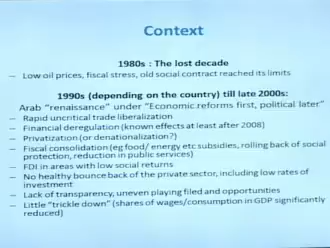 Context
1980s : The lost decade
– Low oil prices, fiscal stress, old social contract reached its limits
1990s (depending on the country) till late 2000s:
Arab "renaissance" under "Economic reforms first, political later"
– Rapid uncritical trade liberalization
– Financial deregulation (known effects at least after 2008)
– Privatization (or denationalization?)
– Fiscal consolidation (eg food/ energy etc subsidies, rolling back of social
protection, reduction in public services)
– FDI in areas with low social returns
– No healthy bounce back of the private sector, including low rates of
investment
– Lack of transparency, uneven playing filed and opportunities
– Little "trickle down" (shares of wages/consumption in GDP significantly
reduced)